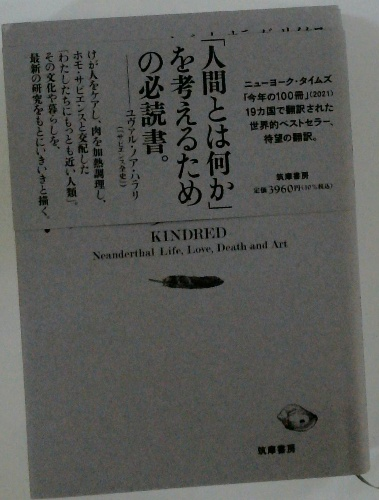 「人間とは何か」
を考えるため
の必読書。
──ユヴァル・ノア・ハラリ
(『サピエンス全史』)
けが人をケアし、肉を加熱調理し、
ホモ・サピエンスと交配した
「わたしたちにもっとも近い人類」。
その文化や暮らしを、
最新の研究をもとにいきいきと描く。
ニューヨーク・タイムズ
「今年の100冊」(2021)
19カ国で翻訳された
世界的ベストセラー、
待望の翻訳。
筑摩書房
定価3960円(10%税込)
KINDRED
Neanderthal Life, Love, Death and Art
筑摩書房